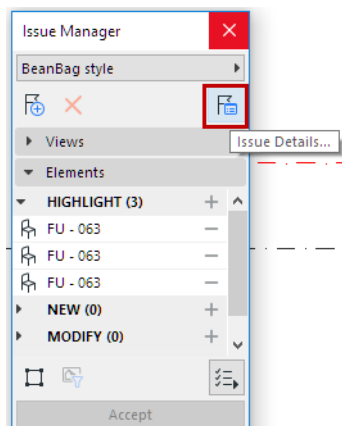 Issue Manager
BeanBag style
Issue Details...
Views
Elements
HIGHLIGHT (3)
FU - 063
FU - 063
FU - 063
NEW (0)
MODIFY (0)
Accept